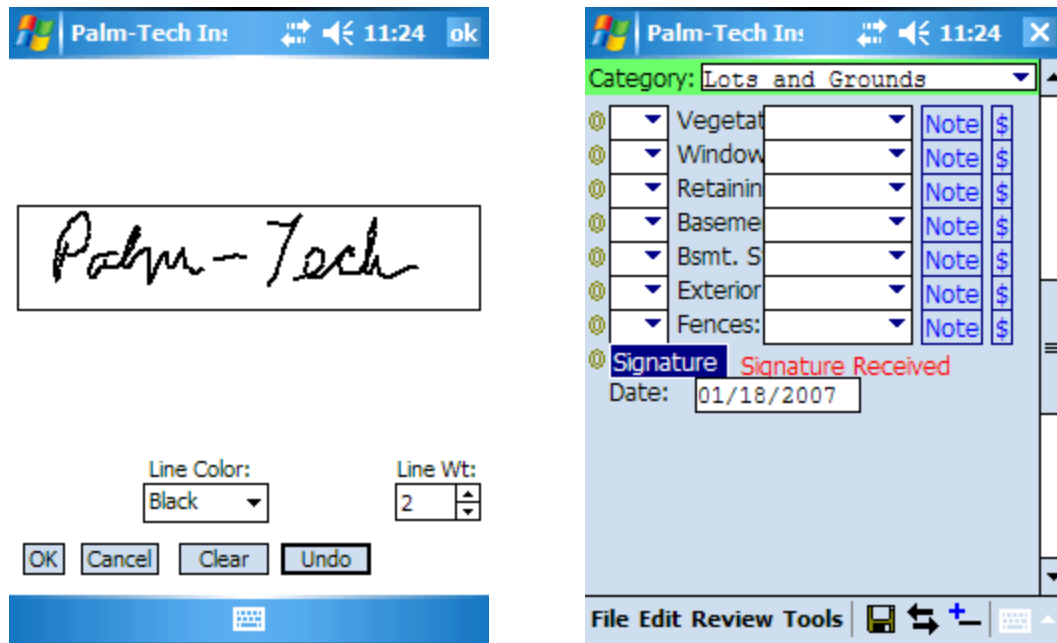 Palm-Tech Ins 11:24 ok
Palm-Tech
Line Color: Line Wt:
Black 2
OK Cancel Clear Undo
Palm-Tech Ins 11:24
Category: Lots and Grounds
Vegetat Note $
Window Note $
Retainin Note $
Baseme Note $
Bsmt. S Note $
Exterior Note $
Fences: Note $
Signature Signature Received
Date: 01/18/2007
File Edit Review Tools